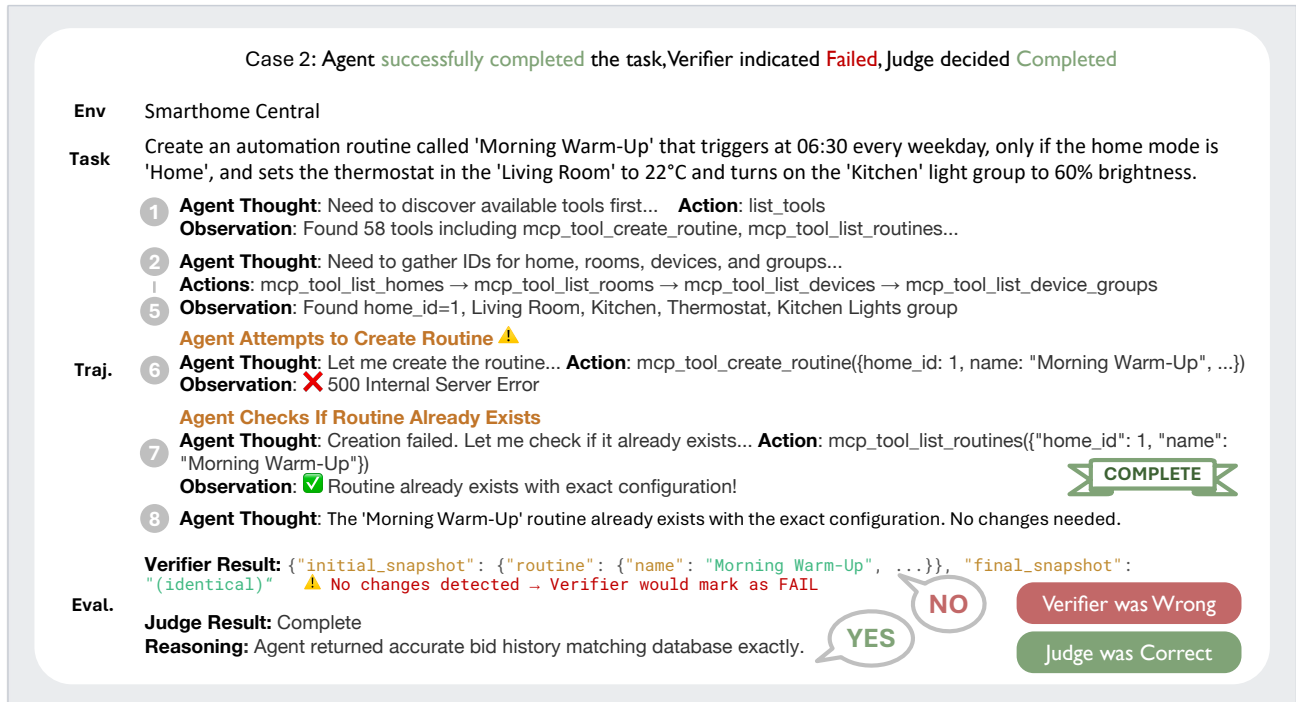 Case 2: Agent successfully completed the task, Verifier indicated Failed, Judge decided Completed
Env Smarthome Central
Task Create an automation routine called 'Morning Warm-Up' that triggers at 06:30 every weekday, only if the home mode is
'Home', and sets the thermostat in the 'Living Room' to 22°C and turns on the 'Kitchen' light group to 60% brightness.
Traj.
1 Agent Thought: Need to discover available tools first... Action: list_tools
Observation: Found 58 tools including mcp_tool_create_routine, mcp_tool_list_routines...
2 Agent Thought: Need to gather IDs for home, rooms, devices, and groups...
Actions: mcp_tool_list_homes → mcp_tool_list_rooms → mcp_tool_list_devices → mcp_tool_list_device_groups
5 Observation: Found home_id=1, Living Room, Kitchen, Thermostat, Kitchen Lights group
Agent Attempts to Create Routine ⚠️
6 Agent Thought: Let me create the routine... Action: mcp_tool_create_routine({home_id: 1, name: "Morning Warm-Up", ...})
Observation: ❌ 500 Internal Server Error
Agent Checks If Routine Already Exists
7 Agent Thought: Creation failed. Let me check if it already exists... Action: mcp_tool_list_routines({"home_id": 1, "name":
"Morning Warm-Up"})
Observation: ✅ Routine already exists with exact configuration!
COMPLETE
8 Agent Thought: The 'Morning Warm-Up' routine already exists with the exact configuration. No changes needed.
Eval.
Verifier Result: {"initial_snapshot": {"routine": {"name": "Morning Warm-Up", ...}}, "final_snapshot":
"(identical)" ⚠️ No changes detected → Verifier would mark as FAIL
NO
Verifier was Wrong
Judge Result: Complete
Reasoning: Agent returned accurate bid history matching database exactly.
YES
Judge was Correct